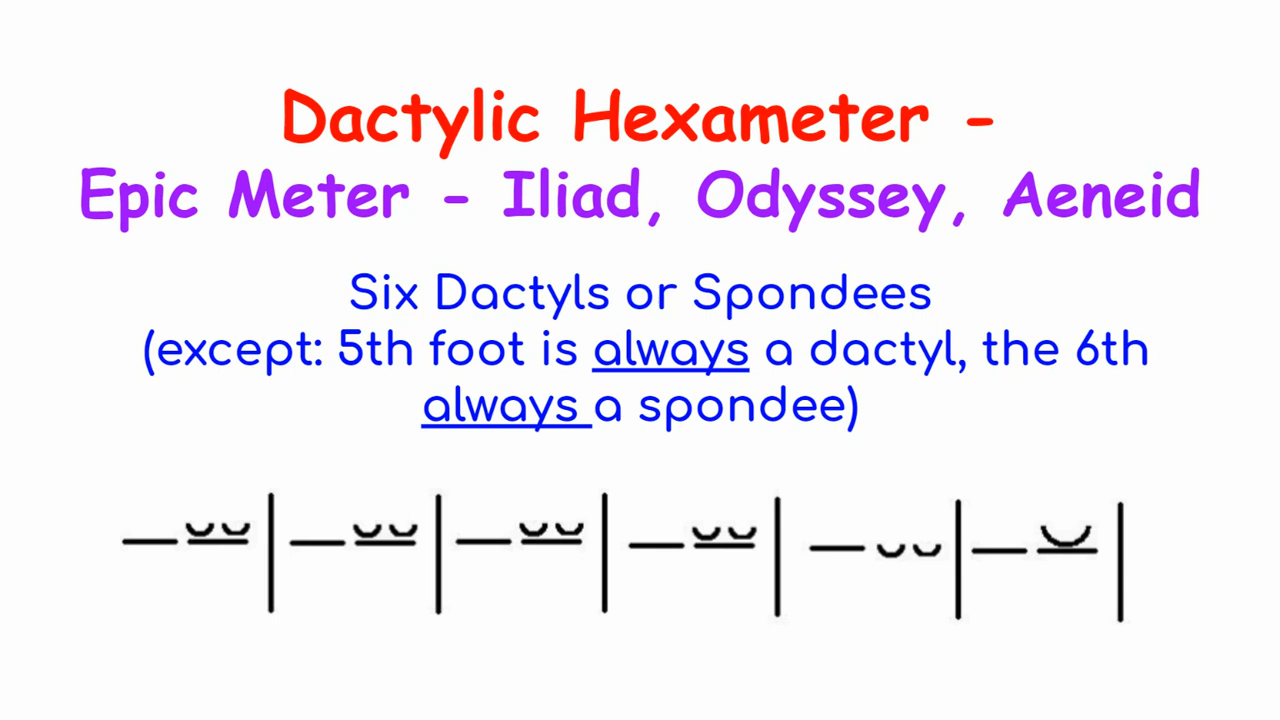 Dactylic Hexameter -
Epic Meter - Iliad, Odyssey, Aeneid
Six Dactyls or Spondees
(except: 5th foot is always a dactyl, the 6th
always a spondee)